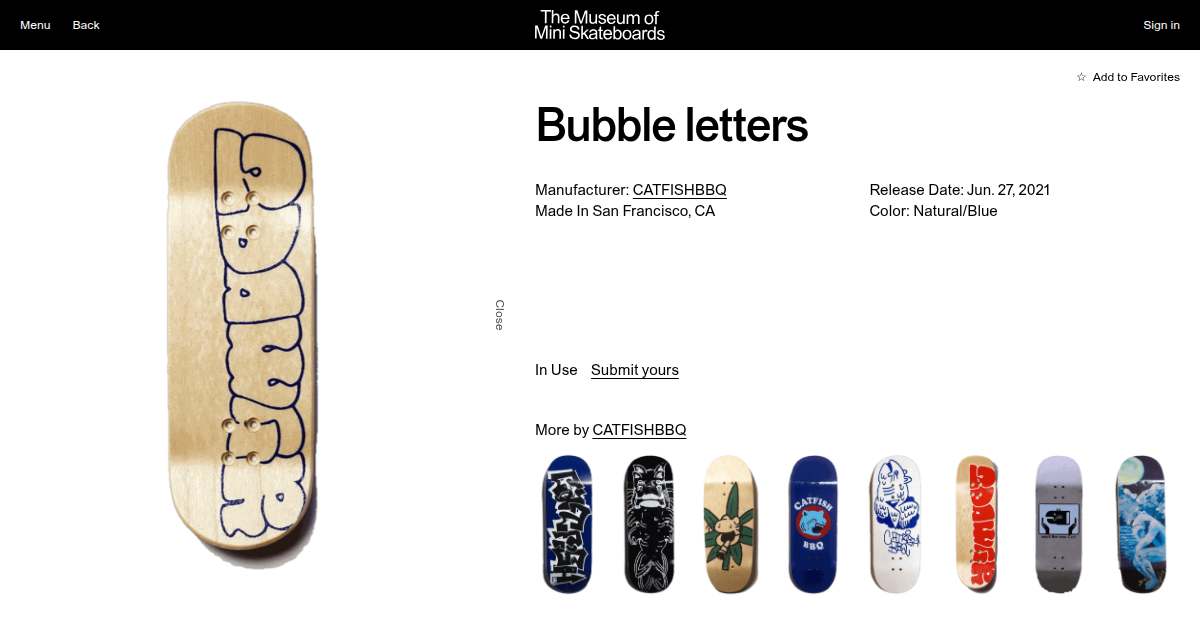 Menu
Back
The Museum of
Mini Skateboards
Sign in
☆ Add to Favorites
Bubble letters
Manufacturer: CATFISHBBQ
Made In San Francisco, CA
Release Date: Jun. 27, 2021
Color: Natural/Blue
Close
In Use
Submit yours
More by CATFISHBBQ
CATFISH
BBQ